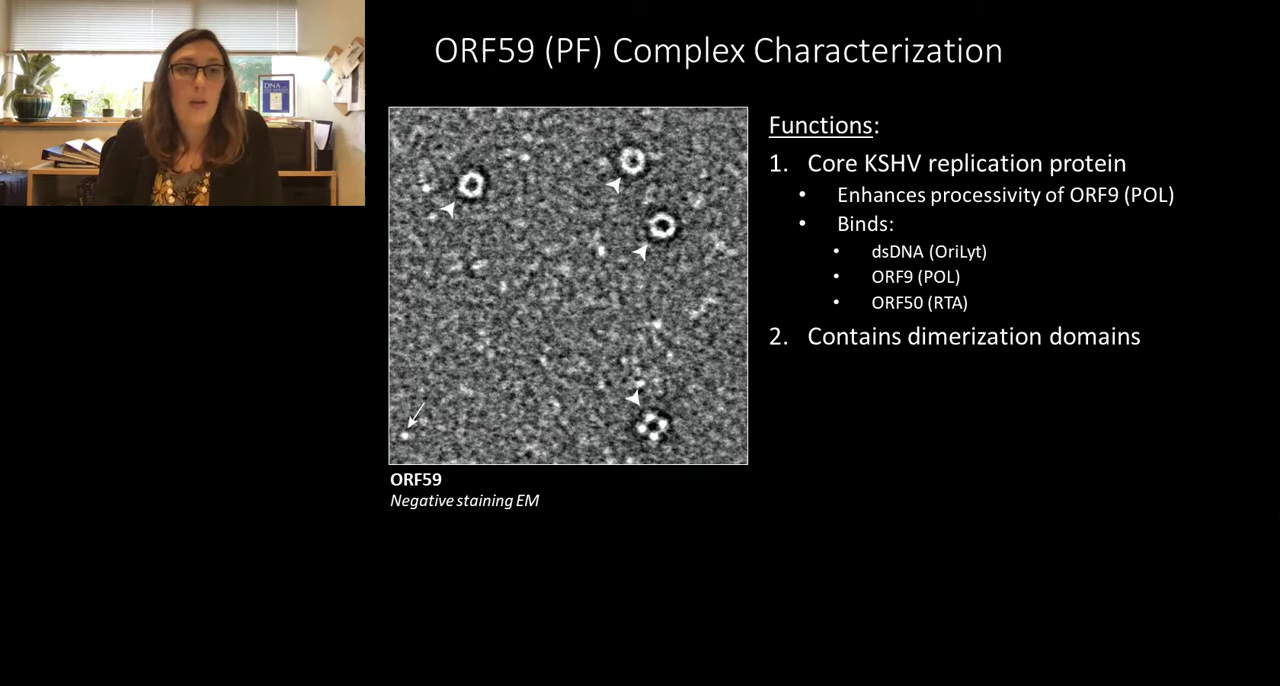 ORF59 (PF) Complex Characterization
DNA
Functions:
1. Core KSHV replication protein
• Enhances processivity of ORF9 (POL)
• Binds:
• dsDNA (OriLyt)
• ORF9 (POL)
• ORF50 (RTA)
2. Contains dimerization domains
ORF59
Negative staining EM